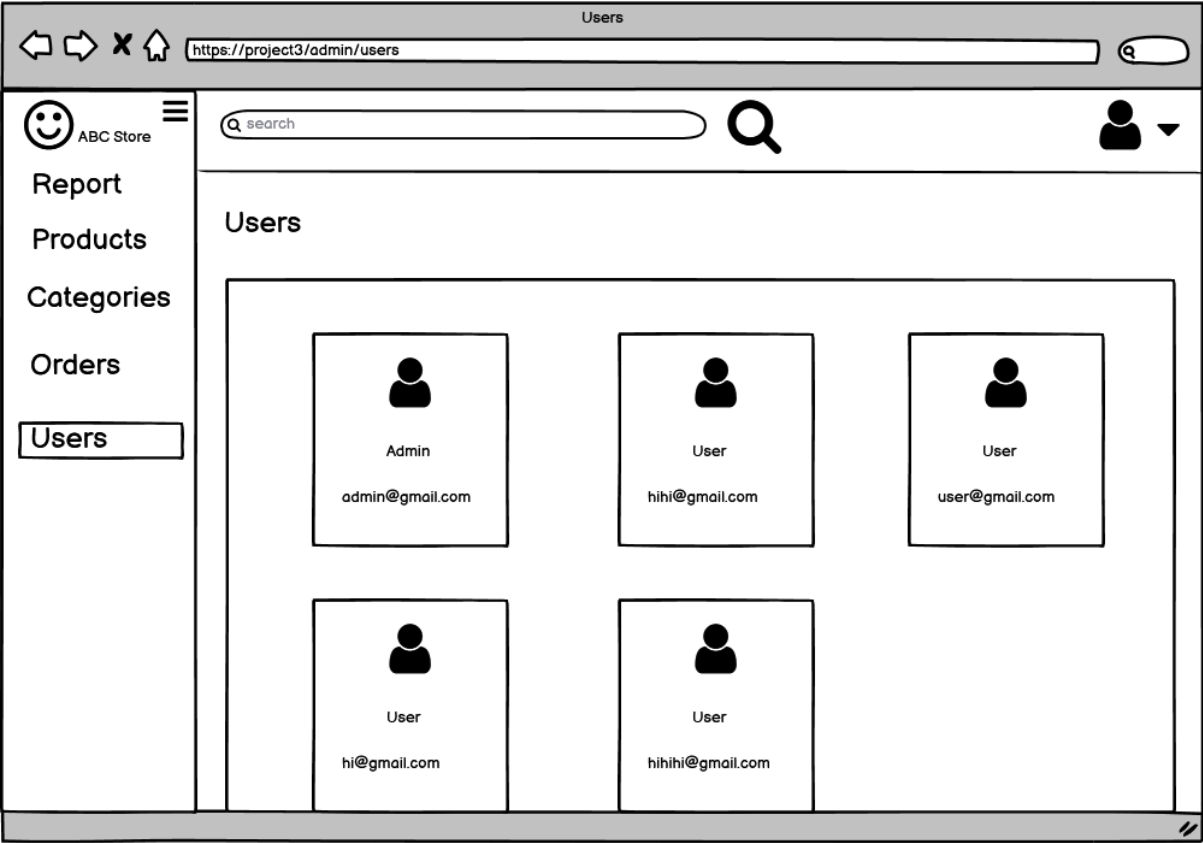 Users
https://project3/admin/users
ABC Store
search
Report
Products
Categories
Orders
Users
Users
Admin
admin@gmail.com
User
hihi@gmail.com
User
user@gmail.com
User
hi@gmail.com
User
hihihi@gmail.com